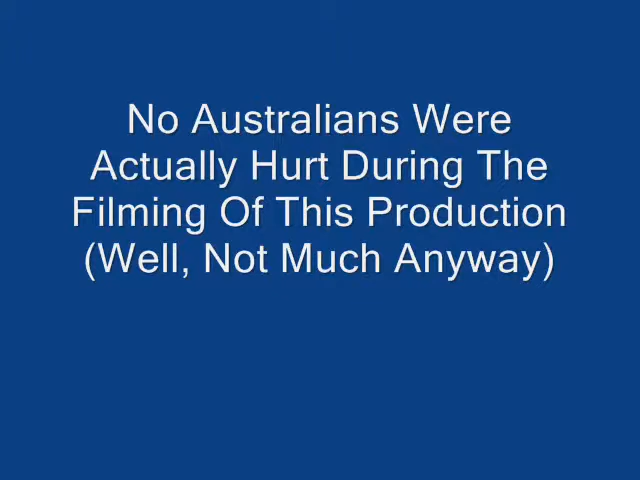 No Australians Were
Actually Hurt During The
Filming Of This Production
(Well, Not Much Anyway)